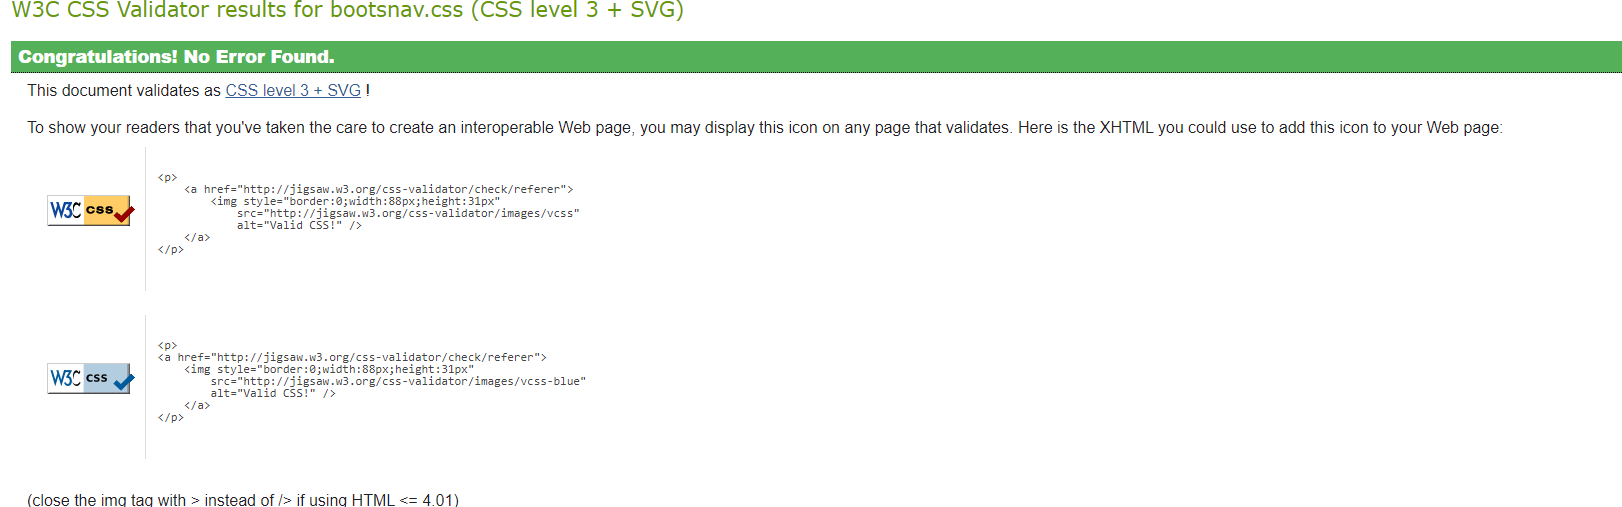 W3C CSS Validator results for bootsnav.css (CSS level 3 + SVG)
Congratulations! No Error Found.
This document validates as CSS level 3 + SVG !
To show your readers that you've taken the care to create an interoperable Web page, you may display this icon on any page that validates. Here is the XHTML you could use to add this icon to your Web page:
W3C css
<p>
<a href="http://jigsaw.w3.org/css-validator/check/referer">
<img style="border:0;width:88px;height:31px"
src="http://jigsaw.w3.org/css-validator/images/vcss"
alt="Valid CSS!" />
</a>
</p>
W3C css
<p>
<a href="http://jigsaw.w3.org/css-validator/check/referer">
<img style="border:0;width:88px;height:31px"
src="http://jigsaw.w3.org/css-validator/images/vcss-blue"
alt="Valid CSS!" />
</a>
</p>
(close the img tag with > instead of /> if using HTML <= 4.01)